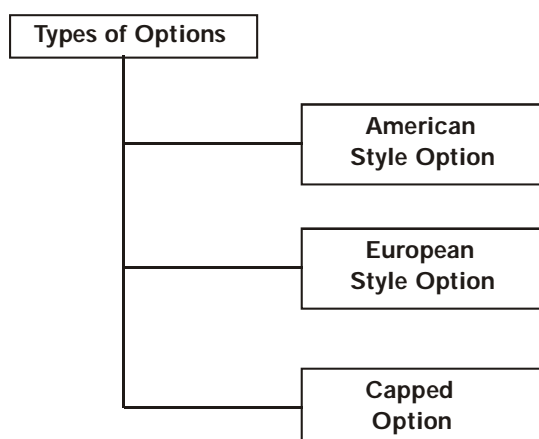 Types of Options
American
Style Option
European
Style Option
Capped
Option